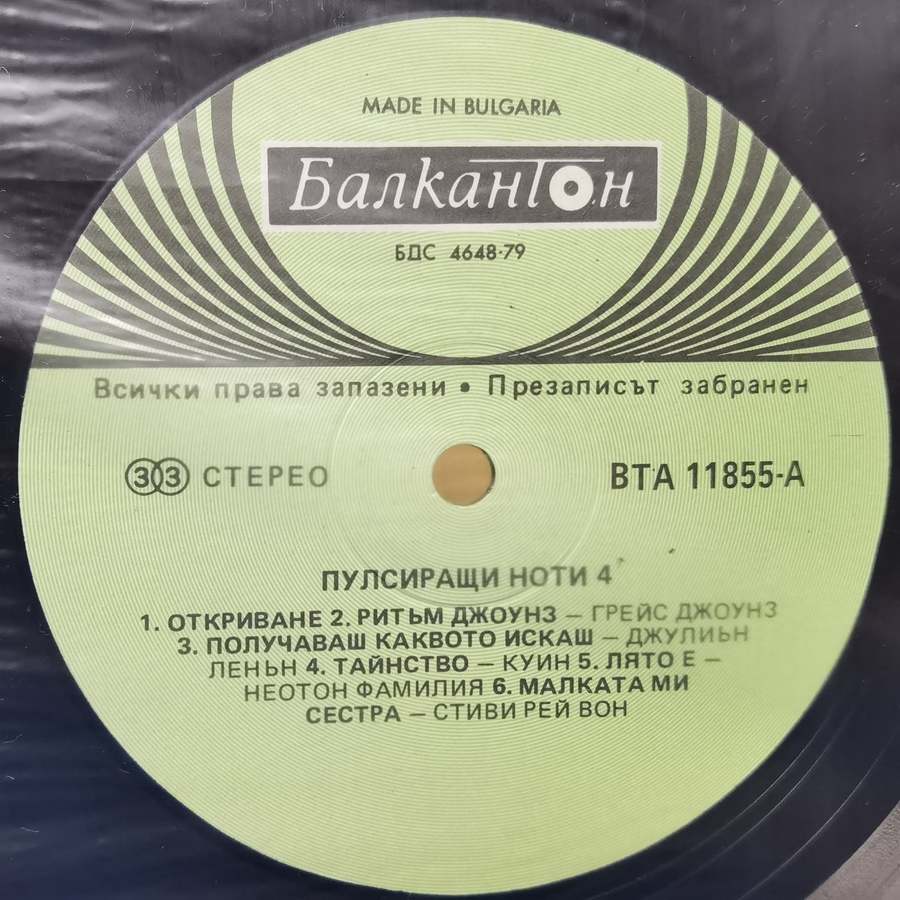 MADE IN BULGARIA
Балкантон
БДС 4648-79
Всички права запазени • Презаписът забранен
33 СТЕРЕО
ВТА 11855-А
ПУЛСИРАЩИ НОТИ 4
1. ОТКРИВАНЕ 2. РИТЪМ ДЖОУНЗ – ГРЕЙС ДЖОУНЗ
3. ПОЛУЧАВАШ КАКВОТО ИСКАШ – ДЖУЛИЪН
ЛЕНЪН 4. ТАЙНСТВО – КУИН 5. ЛЯТО Е –
НЕОТОН ФАМИЛИЯ 6. МАЛКАТА МИ
СЕСТРА – СТИВИ РЕЙ ВОН